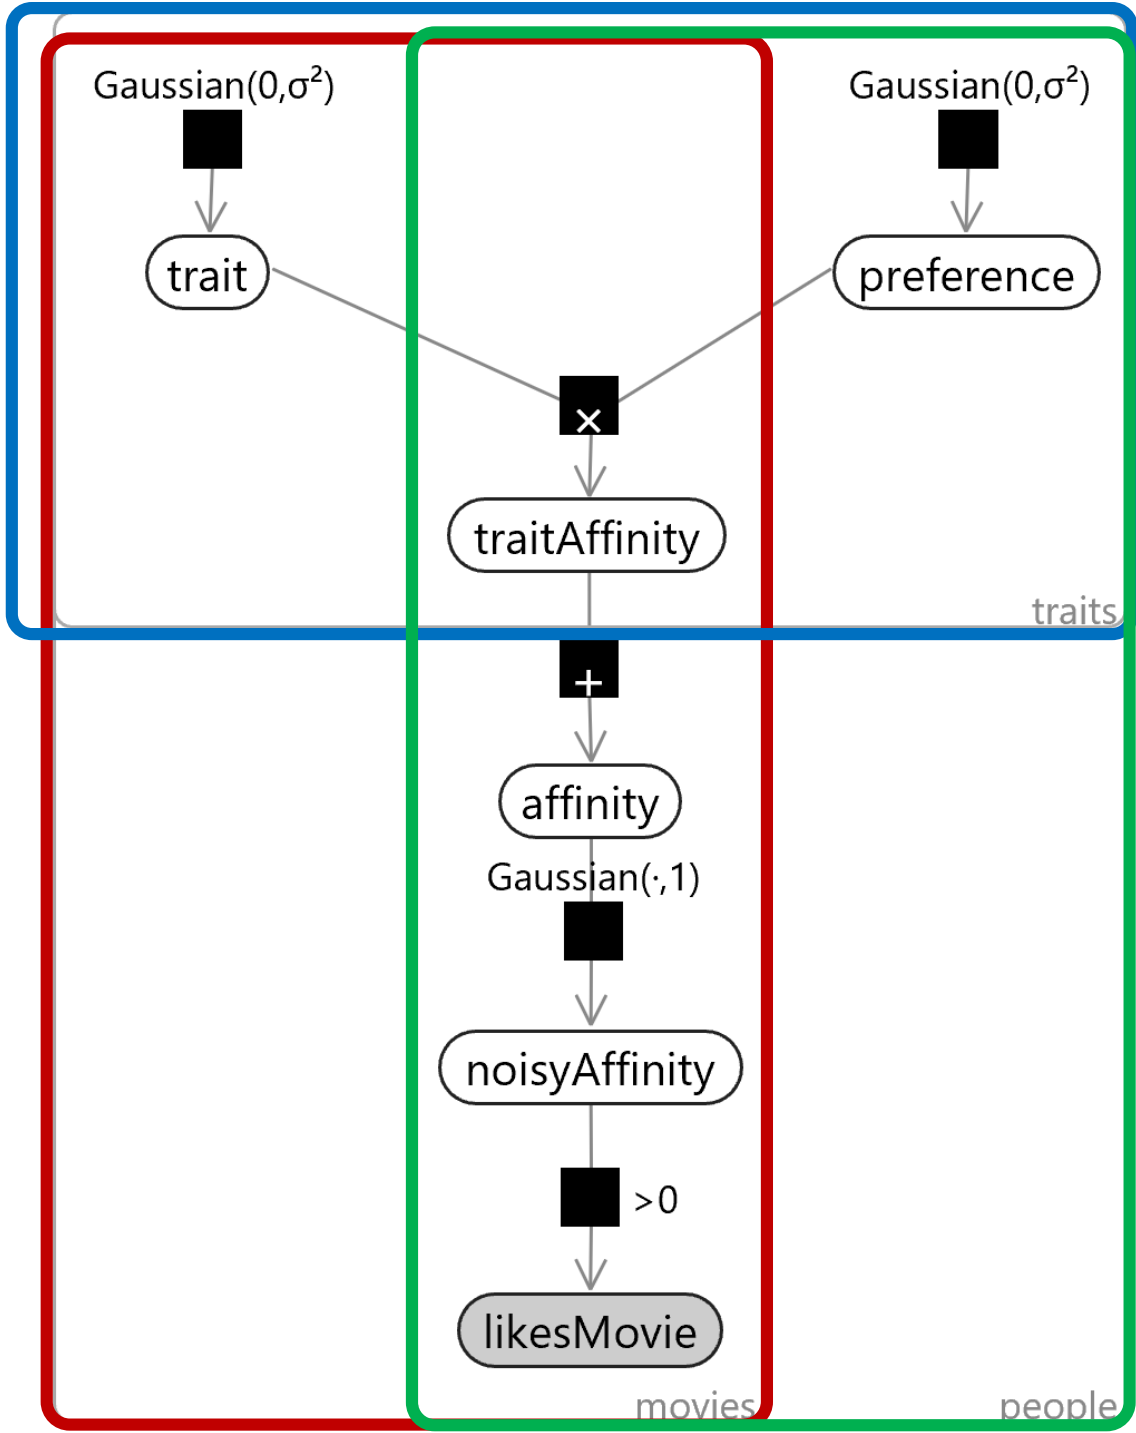 Gaussian(0,σ²)
Gaussian(0,σ²)
trait
preference
×
traitAffinity
traits
+
affinity
Gaussian(·,1)
noisyAffinity
>0
likesMovie
movies
people